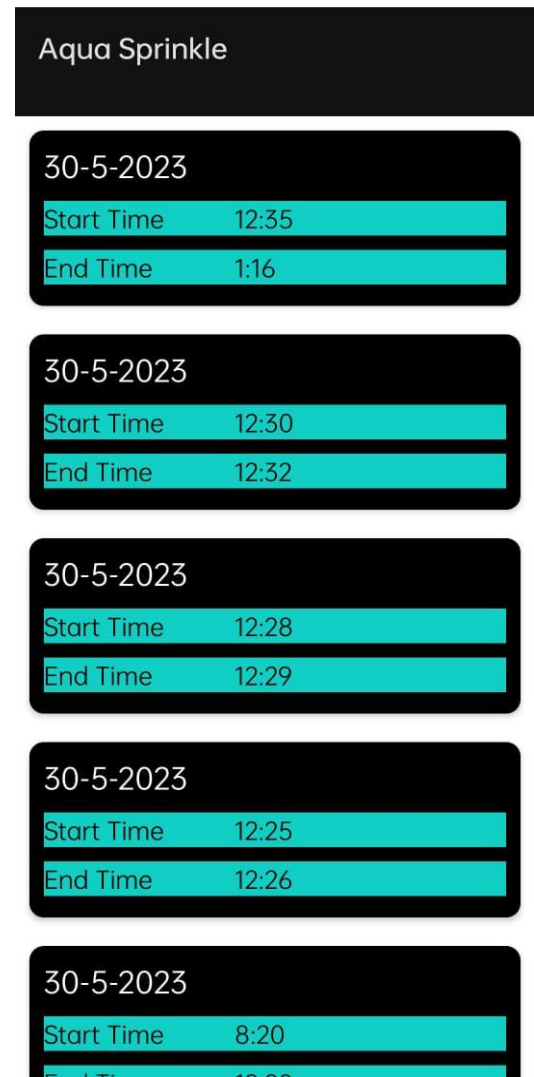 Aqua Sprinkle
30-5-2023
Start Time 12:35
End Time 1:16
30-5-2023
Start Time 12:30
End Time 12:32
30-5-2023
Start Time 12:28
End Time 12:29
30-5-2023
Start Time 12:25
End Time 12:26
30-5-2023
Start Time 8:20